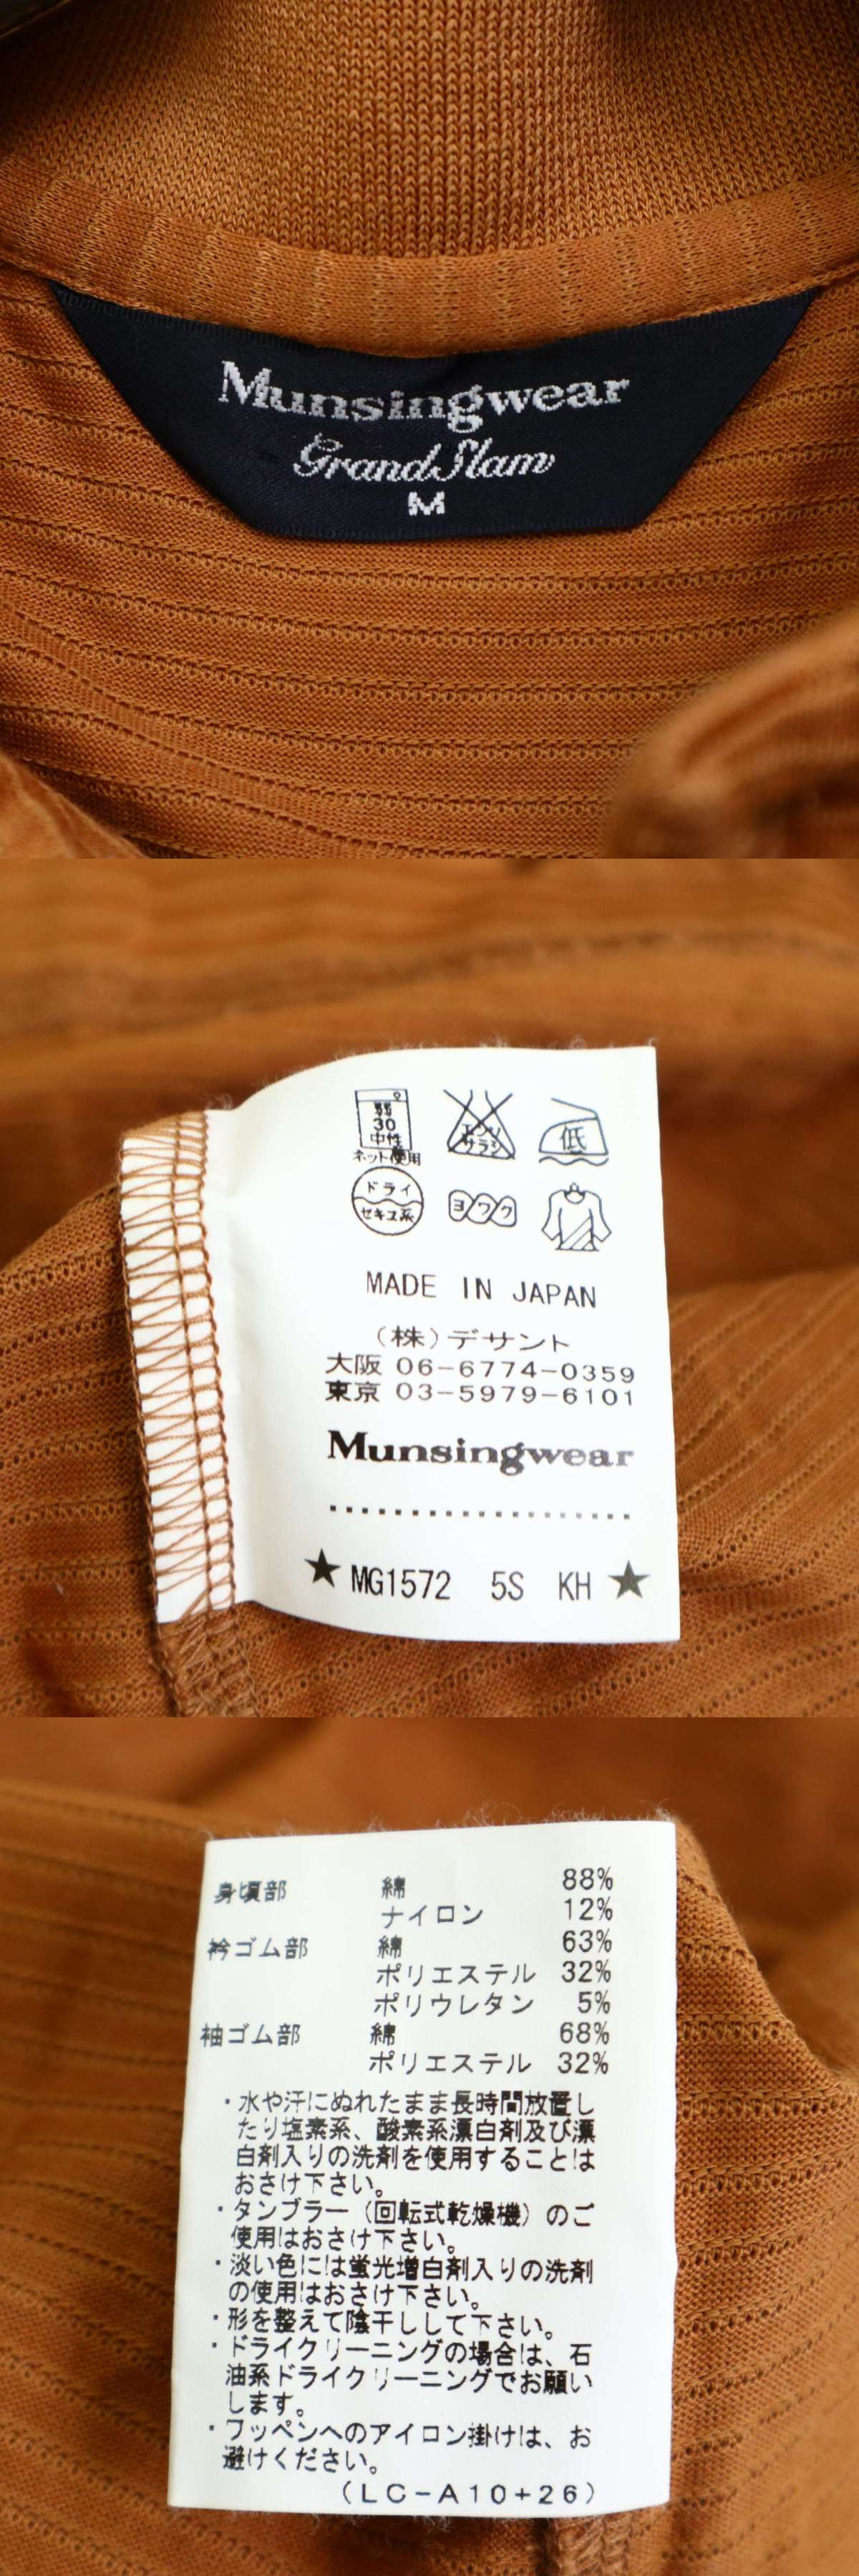 Munsingwear
GrandSlam
M
弱
30
中性
ネット使用
エンソ
サラシ
低
ドライ
セキユ系
ヨワク
MADE IN JAPAN
(株)デサント
大阪 06-6774-0359
東京 03-5979-6101
Munsingwear
★ MG1572 5S KH ★
身頃部 綿 88%
ナイロン 12%
衿ゴム部 綿 63%
ポリエステル 32%
ポリウレタン 5%
袖ゴム部 綿 68%
ポリエステル 32%
・水や汗にぬれたまま長時間放置し
たり塩素系、酸素系漂白剤及び漂
白剤入りの洗剤を使用することは
おさけ下さい。
・タンブラー(回転式乾燥機)のご
使用はおさけ下さい。
・淡い色には蛍光増白剤入りの洗剤
の使用はおさけ下さい。
・形を整えて陰干しして下さい。
・ドライクリーニングの場合は、石
油系ドライクリーニングでお願い
します。
・ワッペンへのアイロン掛けは、お
避けください。
(LC-A10+26)